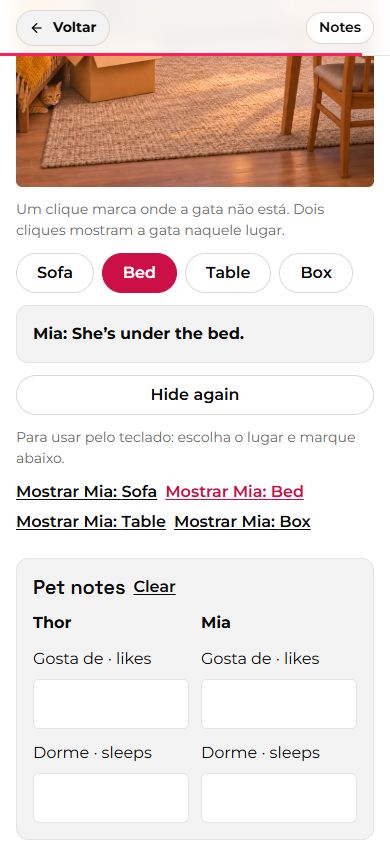 ← Voltar
Notes
Um clique marca onde a gata não está. Dois
cliques mostram a gata naquele lugar.
Sofa
Bed
Table
Box
Mia: She’s under the bed.
Hide again
Para usar pelo teclado: escolha o lugar e marque
abaixo.
Mostrar Mia: Sofa Mostrar Mia: Bed
Mostrar Mia: Table Mostrar Mia: Box
Pet notes Clear
Thor
Mia
Gosta de · likes
Gosta de · likes
Dorme · sleeps
Dorme · sleeps